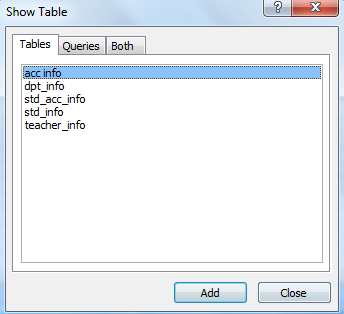 Show Table
?
Tables Queries Both
acc info
dpt_info
std_acc_info
std_info
teacher_info
Add Close